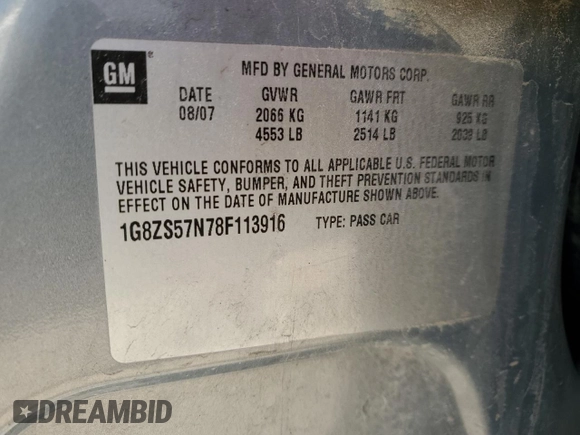 GM
MFD BY GENERAL MOTORS CORP.
DATE GVWR GAWR FRT GAWR RR
08/07 2066 KG 1141 KG 925 KG
4553 LB 2514 LB 2039 LB
THIS VEHICLE CONFORMS TO ALL APPLICABLE U.S. FEDERAL MOTOR
VEHICLE SAFETY, BUMPER, AND THEFT PREVENTION STANDARDS IN
EFFECT ON THE DATE OF MANUFACTURE SHOWN ABOVE.
1G8ZS57N78F113916 TYPE: PASS CAR
DREAMBID